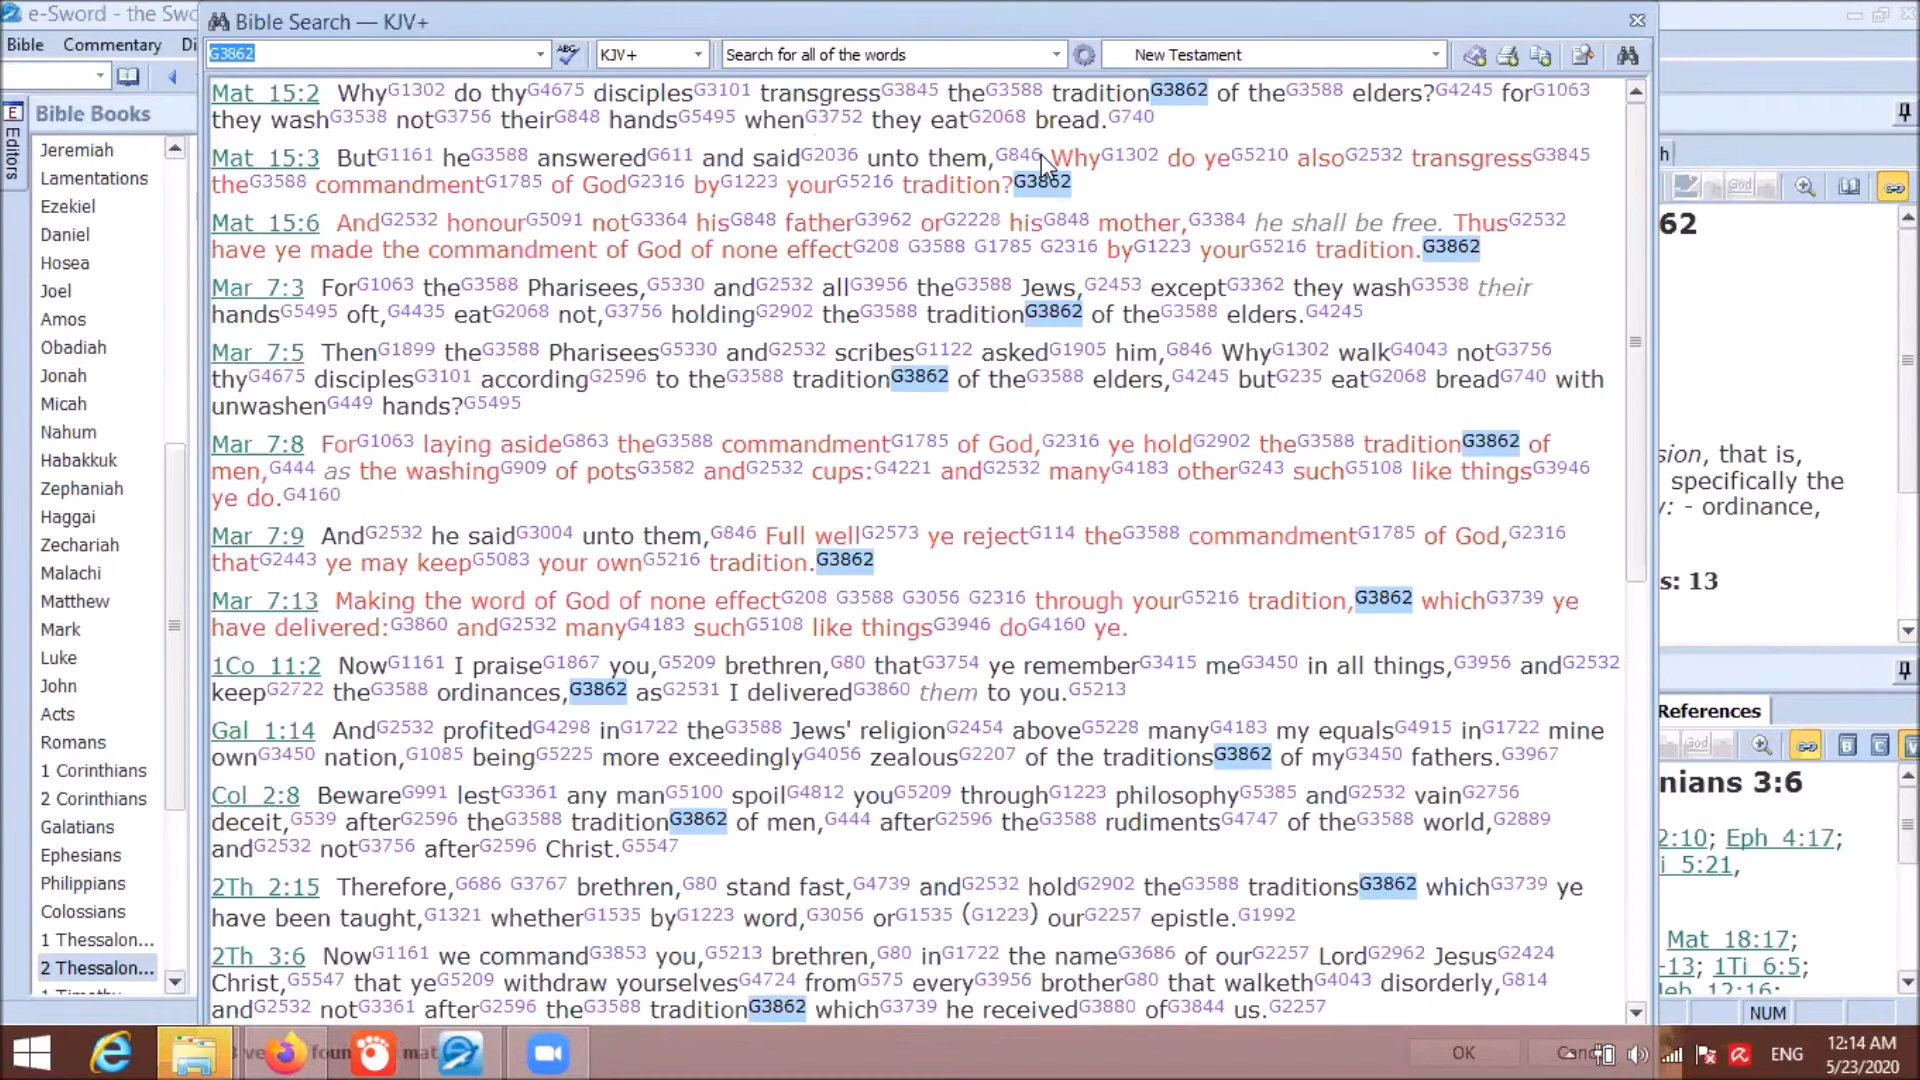 e-Sword - the Swo
Bible Search — KJV+
Bible Commentary Di
G3862 KJV+ Search for all of the words New Testament
Editors
Bible Books
Jeremiah
Lamentations
Ezekiel
Daniel
Hosea
Joel
Amos
Obadiah
Jonah
Micah
Nahum
Habakkuk
Zephaniah
Haggai
Zechariah
Malachi
Matthew
Mark
Luke
John
Acts
Romans
1 Corinthians
2 Corinthians
Galatians
Ephesians
Philippians
Colossians
1 Thessalon...
2 Thessalon...
Mat 15:2 WhyG1302 do thyG4675 disciplesG3101 transgressG3845 theG3588 traditionG3862 of theG3588 elders?G4245 forG1063
they washG3538 notG3756 theirG848 handsG5495 whenG3752 they eatG2068 bread.G740
Mat 15:3 ButG1161 heG3588 answeredG611 and saidG2036 unto them,G846 WhyG1302 do yeG5210 alsoG2532 transgressG3845
theG3588 commandmentG1785 of GodG2316 byG1223 yourG5216 tradition?G3862
Mat 15:6 AndG2532 honourG5091 notG3364 hisG848 fatherG3962 orG2228 hisG848 mother,G3384 he shall be free. ThusG2532
have ye made the commandment of God of none effectG208 G3588 G1785 G2316 byG1223 yourG5216 tradition.G3862
Mar 7:3 ForG1063 theG3588 Pharisees,G5330 andG2532 allG3956 theG3588 Jews,G2453 exceptG3362 they washG3538 their
handsG5495 oft,G4435 eatG2068 not,G3756 holdingG2902 theG3588 traditionG3862 of theG3588 elders.G4245
Mar 7:5 ThenG1899 theG3588 PhariseesG5330 andG2532 scribesG1122 askedG1905 him,G846 WhyG1302 walkG4043 notG3756
thyG4675 disciplesG3101 accordingG2596 to theG3588 traditionG3862 of theG3588 elders,G4245 butG235 eatG2068 breadG740 with
unwashenG449 hands?G5495
Mar 7:8 ForG1063 laying asideG863 theG3588 commandmentG1785 of God,G2316 ye holdG2902 theG3588 traditionG3862 of
men,G444 as the washingG909 of potsG3582 andG2532 cups:G4221 andG2532 manyG4183 otherG243 suchG5108 like thingsG3946
ye do.G4160
Mar 7:9 AndG2532 he saidG3004 unto them,G846 Full wellG2573 ye rejectG114 theG3588 commandmentG1785 of God,G2316
thatG2443 ye may keepG5083 your ownG5216 tradition.G3862
Mar 7:13 Making the word of God of none effectG208 G3588 G3056 G2316 through yourG5216 tradition,G3862 whichG3739 ye
have delivered:G3860 andG2532 manyG4183 suchG5108 like thingsG3946 doG4160 ye.
1Co 11:2 NowG1161 I praiseG1867 you,G5209 brethren,G80 thatG3754 ye rememberG3415 meG3450 in all things,G3956 andG2532
keepG2722 theG3588 ordinances,G3862 asG2531 I deliveredG3860 them to you.G5213
Gal 1:14 AndG2532 profitedG4298 inG1722 theG3588 Jews' religionG2454 aboveG5228 manyG4183 my equalsG4915 inG1722 mine
ownG3450 nation,G1085 beingG5225 more exceedinglyG4056 zealousG2207 of the traditionsG3862 of myG3450 fathers.G3967
Col 2:8 BewareG991 lestG3361 any manG5100 spoilG4812 youG5209 throughG1223 philosophyG5385 andG2532 vainG2756
deceit,G539 afterG2596 theG3588 traditionG3862 of men,G444 afterG2596 theG3588 rudimentsG4747 of theG3588 world,G2889
andG2532 notG3756 afterG2596 Christ.G5547
2Th 2:15 Therefore,G686 G3767 brethren,G80 stand fast,G4739 andG2532 holdG2902 theG3588 traditionsG3862 whichG3739 ye
have been taught,G1321 whetherG1535 byG1223 word,G3056 orG1535 (G1223) ourG2257 epistle.G1992
2Th 3:6 NowG1161 we commandG3853 you,G5213 brethren,G80 inG1722 the nameG3686 of ourG2257 LordG2962 JesusG2424
Christ,G5547 that yeG5209 withdraw yourselvesG4724 fromG575 everyG3956 brotherG80 that walkethG4043 disorderly,G814
andG2532 notG3361 afterG2596 theG3588 traditionG3862 whichG3739 he receivedG3880 ofG3844 us.G2257
h
God
62
sion, that is,
specifically the
y: - ordinance,
s: 13
References
God B C V
nians 3:6
2:10; Eph 4:17;
i 5:21,
Mat 18:17;
-13; 1Ti 6:5;
NUM
ve foun mat OK Canc
ENG
12:14 AM
5/23/2020